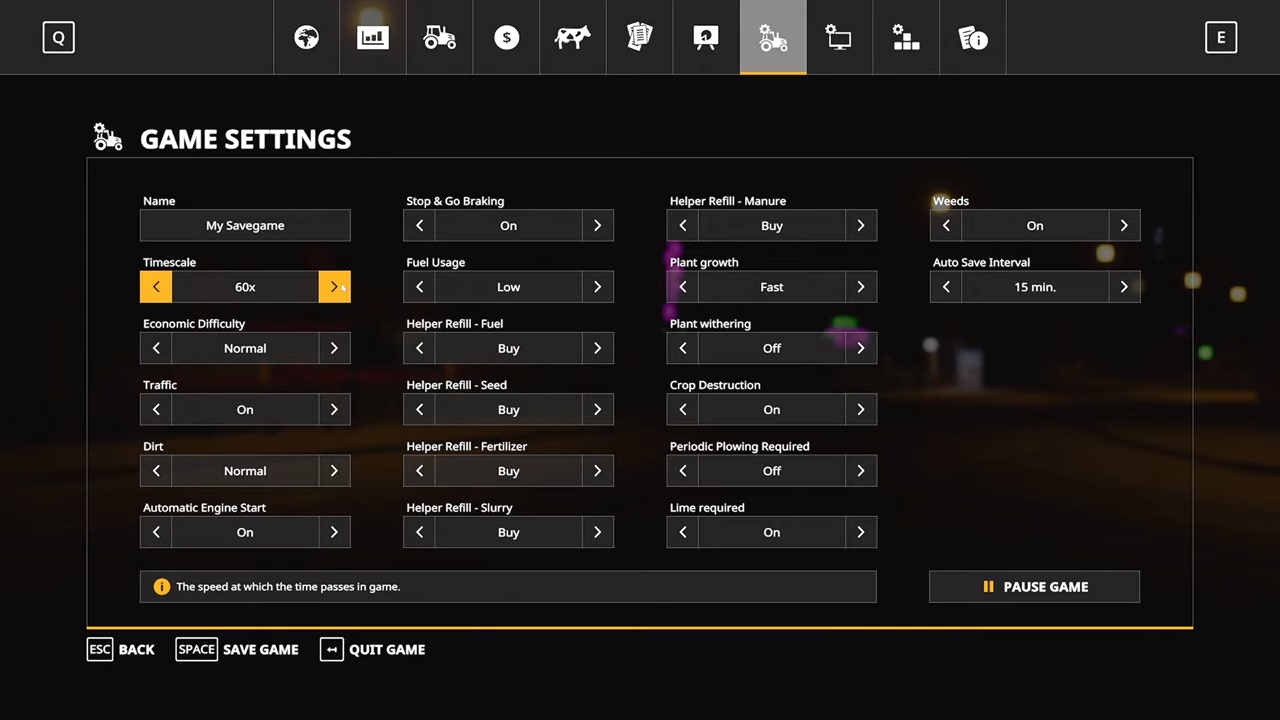 Q
$
E
GAME SETTINGS
Name
My Savegame
Timescale
60x
Economic Difficulty
Normal
Traffic
On
Dirt
Normal
Automatic Engine Start
On
Stop & Go Braking
On
Fuel Usage
Low
Helper Refill - Fuel
Buy
Helper Refill - Seed
Buy
Helper Refill - Fertilizer
Buy
Helper Refill - Slurry
Buy
Helper Refill - Manure
Buy
Plant growth
Fast
Plant withering
Off
Crop Destruction
On
Periodic Plowing Required
Off
Lime required
On
Weeds
On
Auto Save Interval
15 min.
The speed at which the time passes in game.
PAUSE GAME
ESC BACK SPACE SAVE GAME QUIT GAME